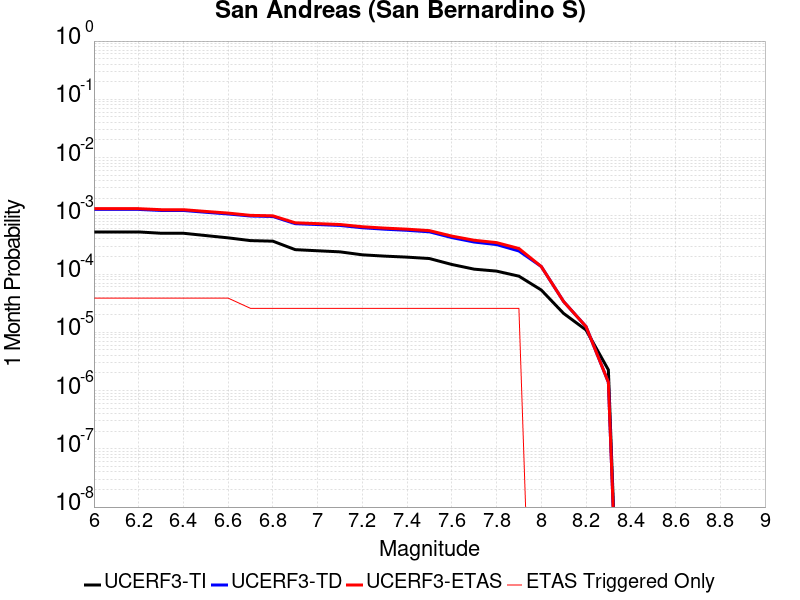 San Andreas (San Bernardino S)
10^0
10^-1
10^-2
10^-3
10^-4
10^-5
10^-6
10^-7
10^-8
1 Month Probability
6 6.2 6.4 6.6 6.8 7 7.2 7.4 7.6 7.8 8 8.2 8.4 8.6 8.8 9
Magnitude
UCERF3-TI UCERF3-TD UCERF3-ETAS ETAS Triggered Only